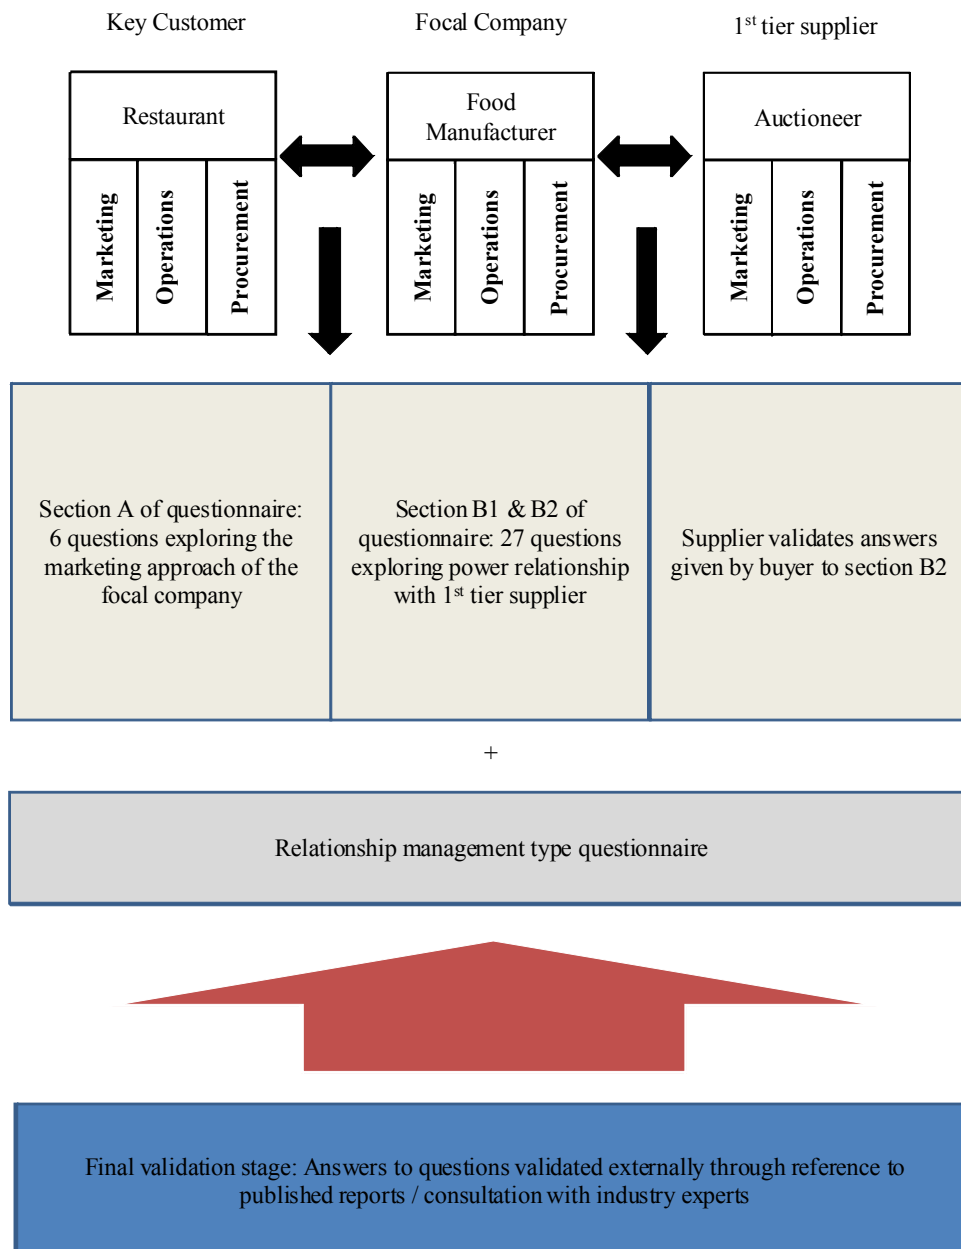 Key Customer
Focal Company
1st tier supplier
Restaurant
Food
Manufacturer
Auctioneer
Marketing
Operations
Procurement
Marketing
Operations
Procurement
Marketing
Operations
Procurement
Section A of questionnaire:
6 questions exploring the
marketing approach of the
focal company
Section B1 & B2 of
questionnaire: 27 questions
exploring power relationship
with 1st tier supplier
Supplier validates answers
given by buyer to section B2
+
Relationship management type questionnaire
Final validation stage: Answers to questions validated externally through reference to
published reports / consultation with industry experts